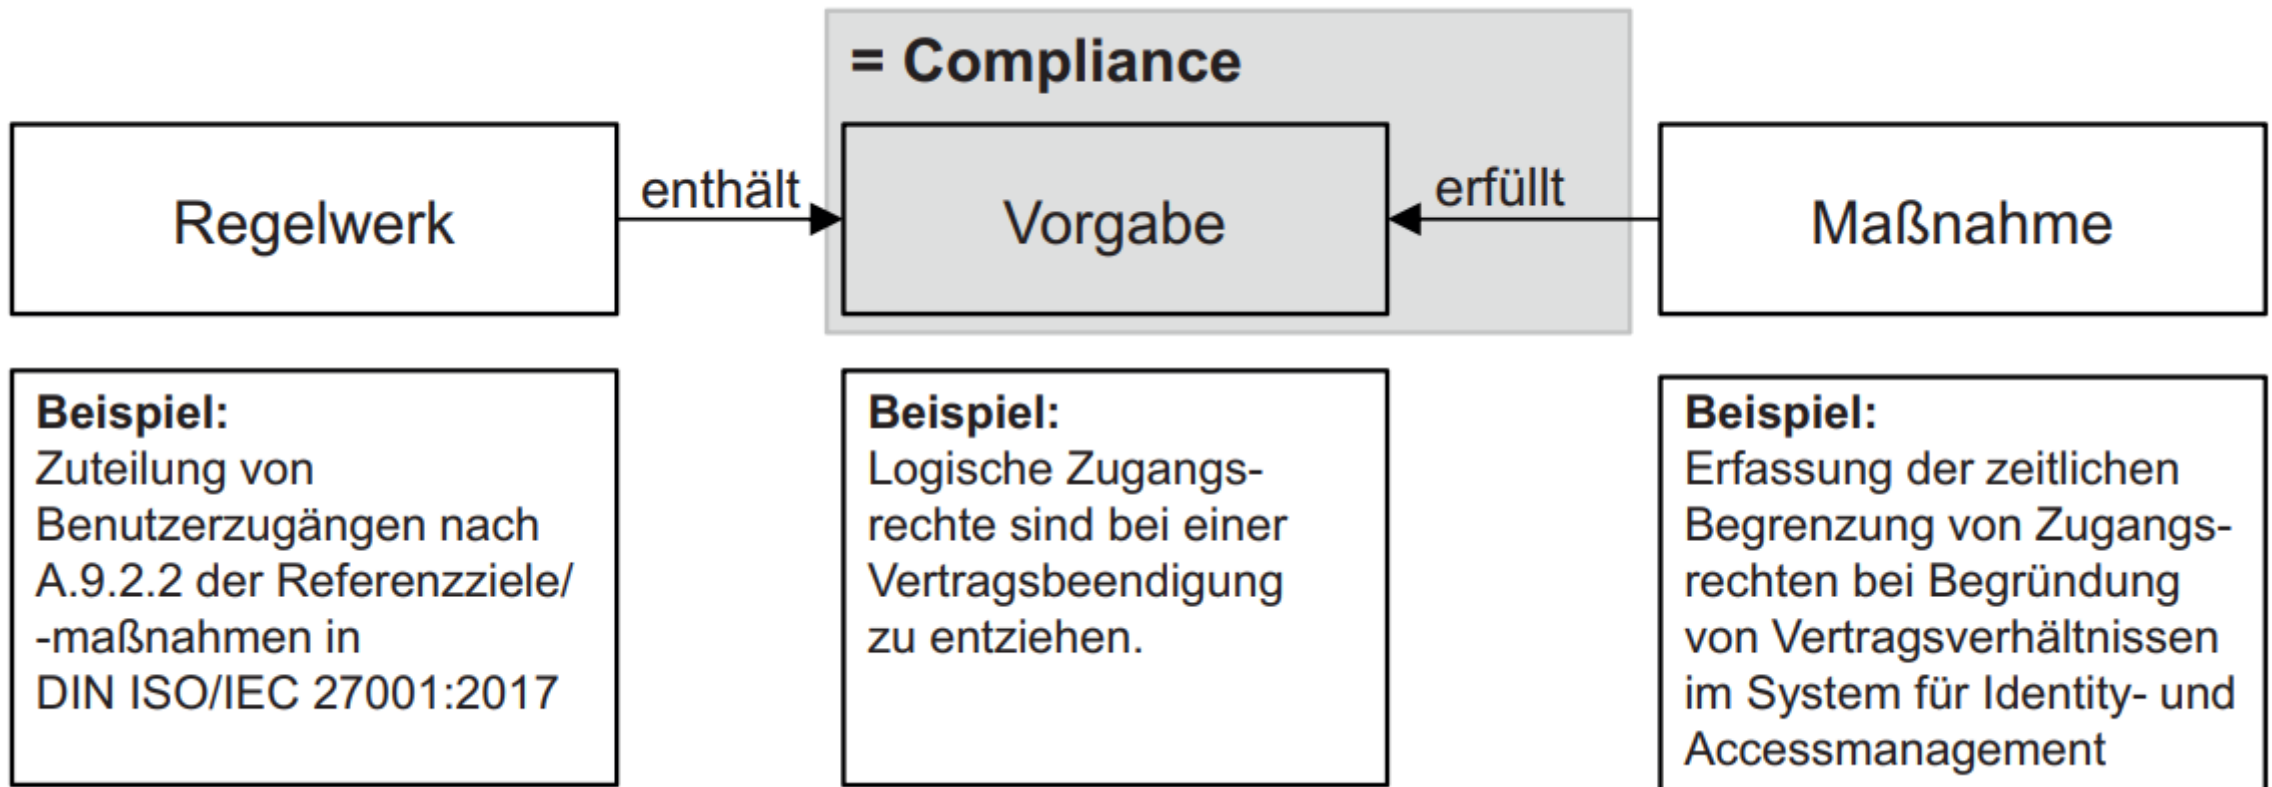 = Compliance
Regelwerk
enthält
Vorgabe
erfüllt
Maßnahme
Beispiel:
Zuteilung von
Benutzerzugängen nach
A.9.2.2 der Referenzziele/
-maßnahmen in
DIN ISO/IEC 27001:2017
Beispiel:
Logische Zugangs-
rechte sind bei einer
Vertragsbeendigung
zu entziehen.
Beispiel:
Erfassung der zeitlichen
Begrenzung von Zugangs-
rechten bei Begründung
von Vertragsverhältnissen
im System für Identity- und
Accessmanagement